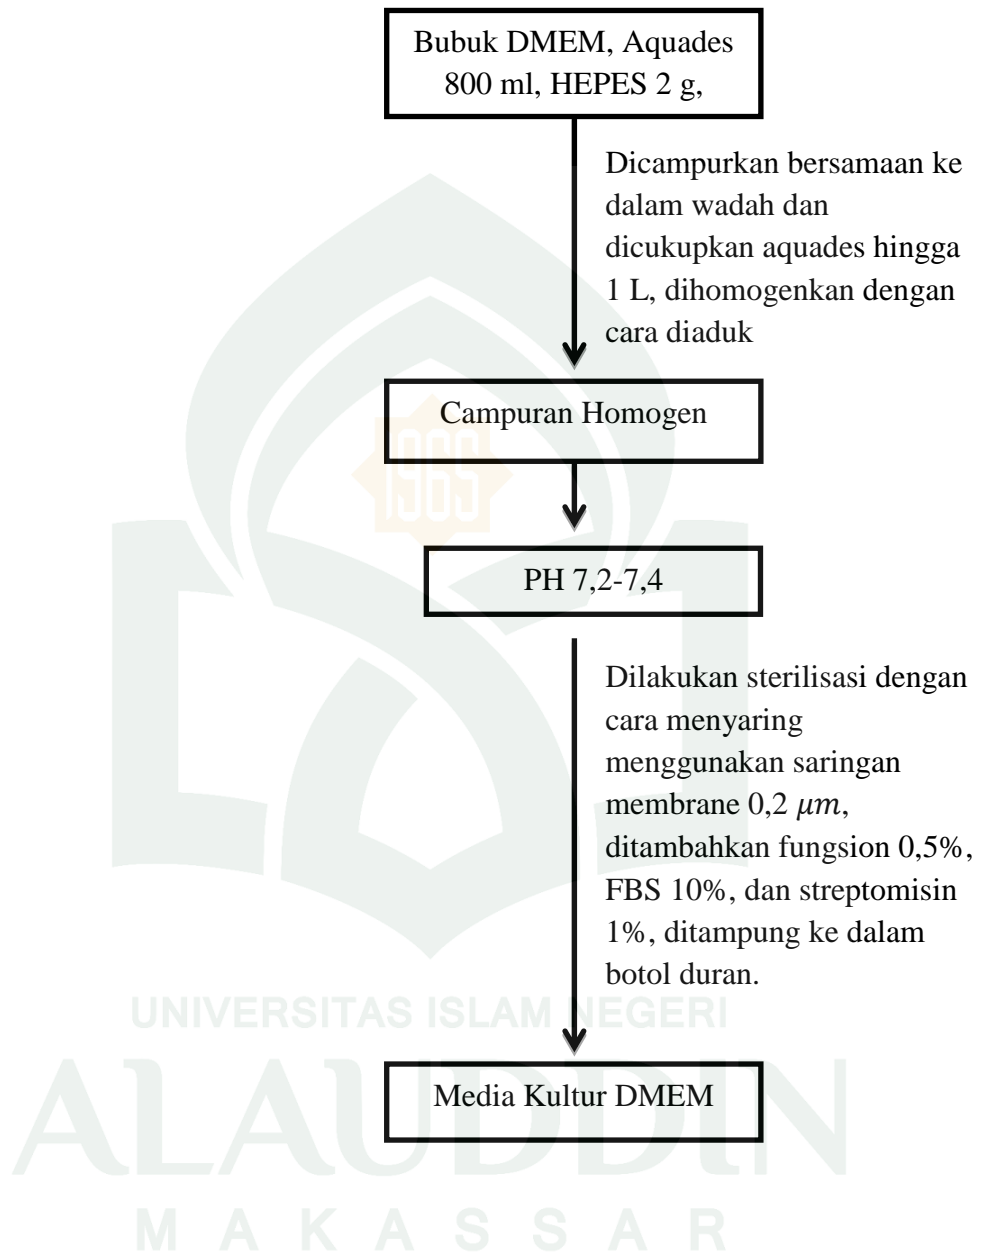 Bubuk DMEM, Aquades
800 ml, HEPES 2 g,
Dicampurkan bersamaan ke
dalam wadah dan
dicukupkan aquades hingga
1 L, dihomogenkan dengan
cara diaduk
Campuran Homogen
1965
PH 7,2-7,4
Dilakukan sterilisasi dengan
cara menyaring
menggunakan saringan
membrane 0,2 𝜇𝑚,
ditambahkan fungsion 0,5%,
FBS 10%, dan streptomisin
1%, ditampung ke dalam
botol duran.
UNIVERSITAS ISLAM NEGERI
Media Kultur DMEM
ALAUDDIN
MAKASSAR